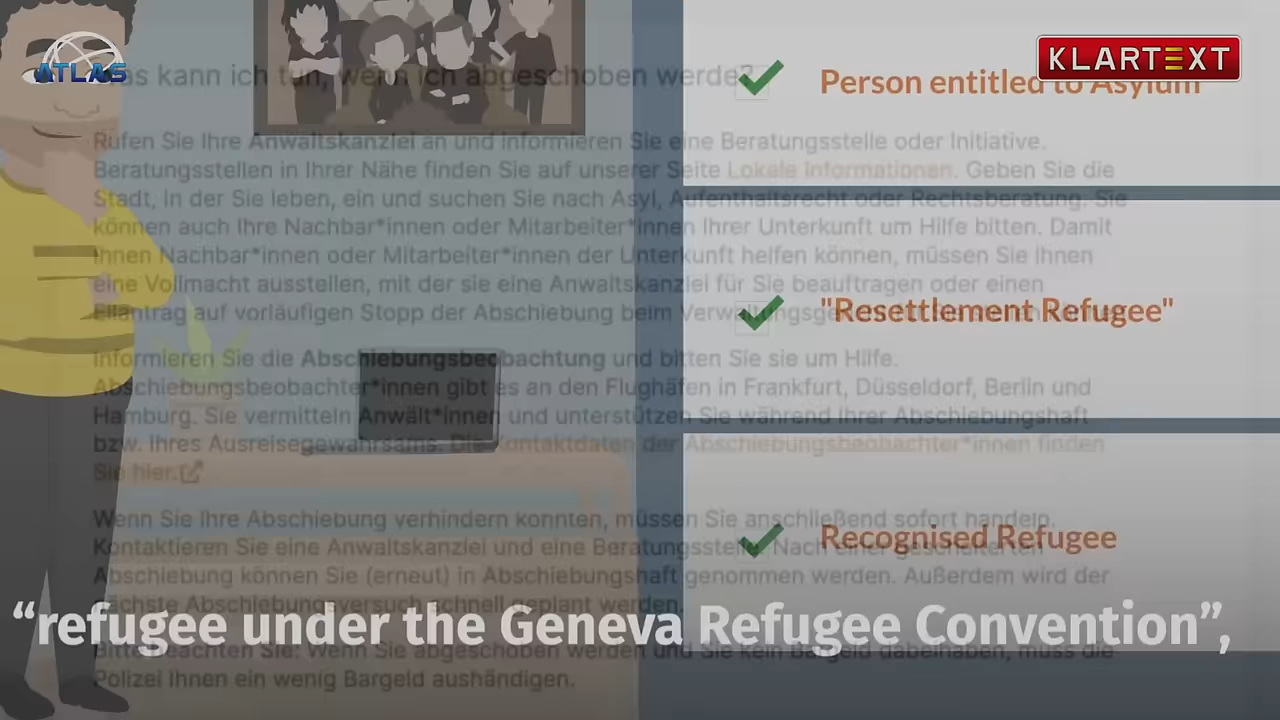 ATLAS
KLARTEXT
Was kann ich tun, wenn ich abgeschoben werde?
Rufen Sie Ihre Anwaltskanzlei an und informieren Sie eine Beratungsstelle oder Initiative.
Beratungsstellen in Ihrer Nähe finden Sie auf unserer Seite Lokale Informationen. Geben Sie die
Stadt, in der Sie leben, ein und suchen Sie nach Asyl, Aufenthaltsrecht oder Rechtsberatung. Sie
können auch Ihre Nachbar*innen oder Mitarbeiter*innen Ihrer Unterkunft um Hilfe bitten. Damit
Ihnen Nachbar*innen oder Mitarbeiter*innen der Unterkunft helfen können, müssen Sie ihnen
eine Vollmacht ausstellen, mit der sie eine Anwaltskanzlei für Sie beauftragen oder einen
Eilantrag auf vorläufigen Stopp der Abschiebung beim
Informieren Sie die Abschiebungsbeobachtung und bitten Sie sie um Hilfe.
Abschiebungsbeobachter*innen gibt es an den Flughäfen in Frankfurt, Düsseldorf, Berlin und
Hamburg. Sie vermitteln Anwält*innen und unterstützen Sie während Ihrer Abschiebungshaft
bzw. Ihres Ausreisegewahrsams. Die Kontaktdaten der Abschiebungsbeobachter*innen finden
Sie hier.
Wenn Sie Ihre Abschiebung verhindern konnten, müssen Sie anschließend sofort handeln.
Kontaktieren Sie eine Anwaltskanzlei und eine Beratungsstelle. Nach einer gescheiterten
Abschiebung können Sie (erneut) in Abschiebungshaft genommen werden. Außerdem wird der
nächste Abschiebungsversuch schnell geplant werden.
Bitte beachten Sie: Wenn Sie abgeschoben werden und Sie kein Bargeld dabeihaben, muss die
Polizei Ihnen ein wenig Bargeld aushändigen.
Person entitled to Asylum
"Resettlement Refugee"
Recognised Refugee
“refugee under the Geneva Refugee Convention”,